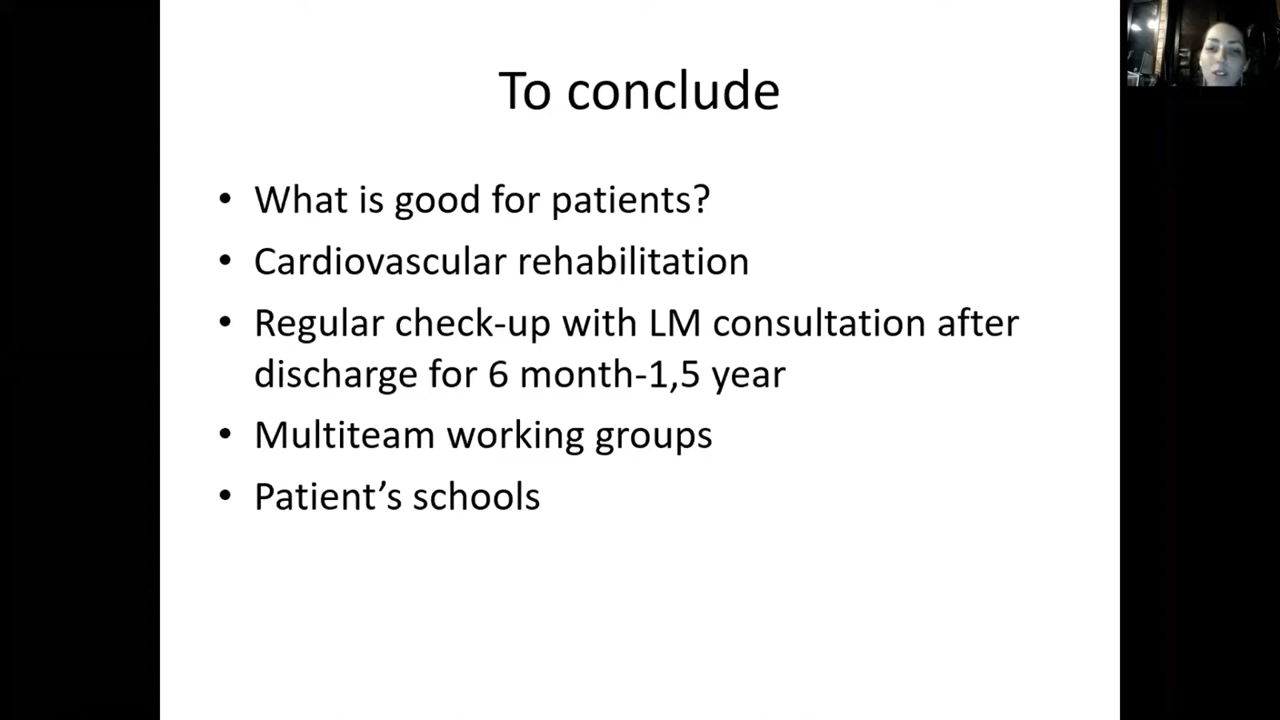 To conclude
• What is good for patients?
• Cardiovascular rehabilitation
• Regular check-up with LM consultation after
discharge for 6 month-1,5 year
• Multiteam working groups
• Patient’s schools